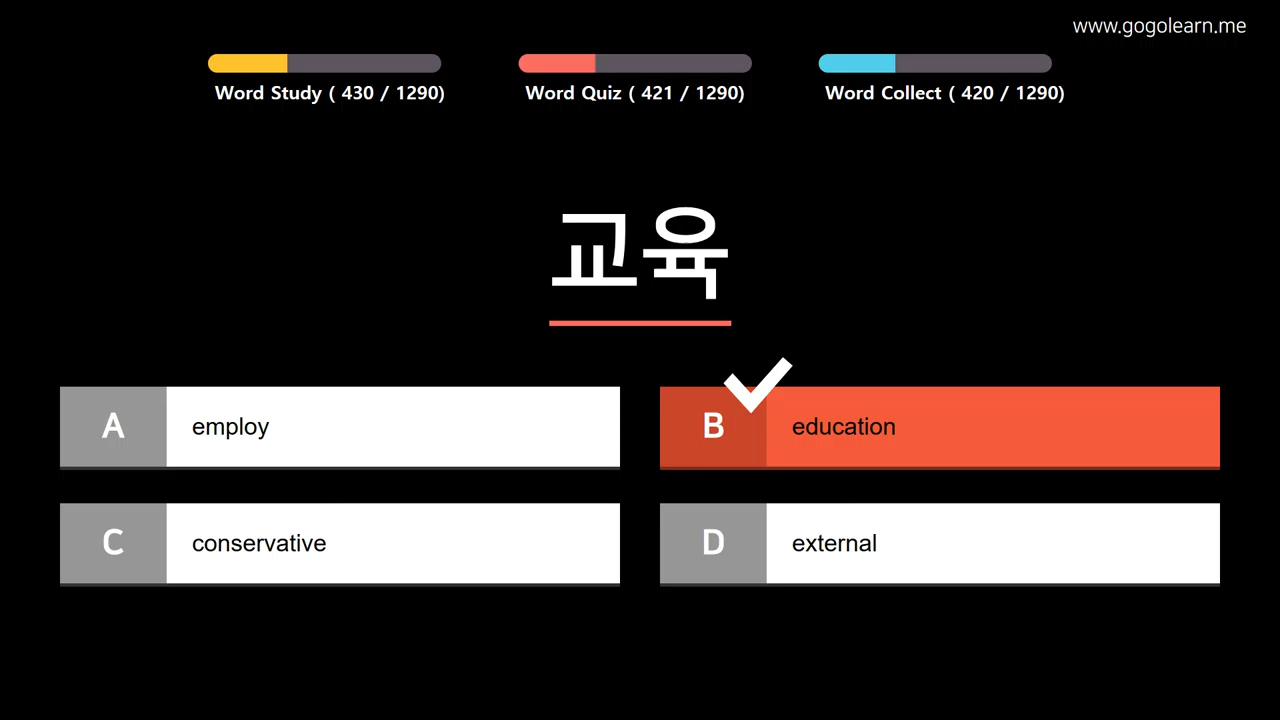 www.gogolearn.me
Word Study ( 430 / 1290)
Word Quiz ( 421 / 1290)
Word Collect ( 420 / 1290)
교육
A employ
B education
C conservative
D external